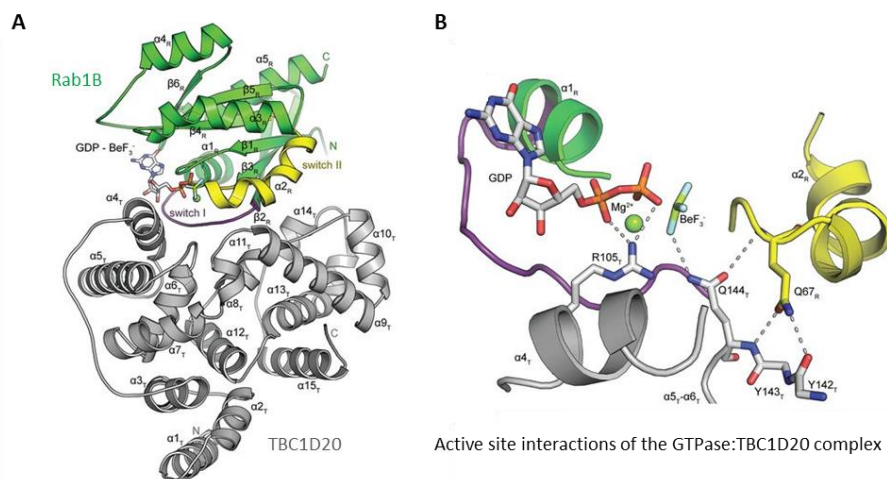 A
B
α4R
Rab1B
α5R
C
β6R
β5R
α3R
β4R
N
GDP - BeF3-
α1R
β1R
switch II
β3R
α2R
α4T
switch I
β2R
α14T
α11T
α10T
α5T
α6T
α13T
α8T
α9T
α7T
α12T
C
α3T
α15T
α2T
N
α1T
TBC1D20
α1R
GDP
Mg2+
BeF3-
α2R
R105T
Q144T
Q67R
α4T
α5T-α6T
Y143T
Y142T
Active site interactions of the GTPase:TBC1D20 complex